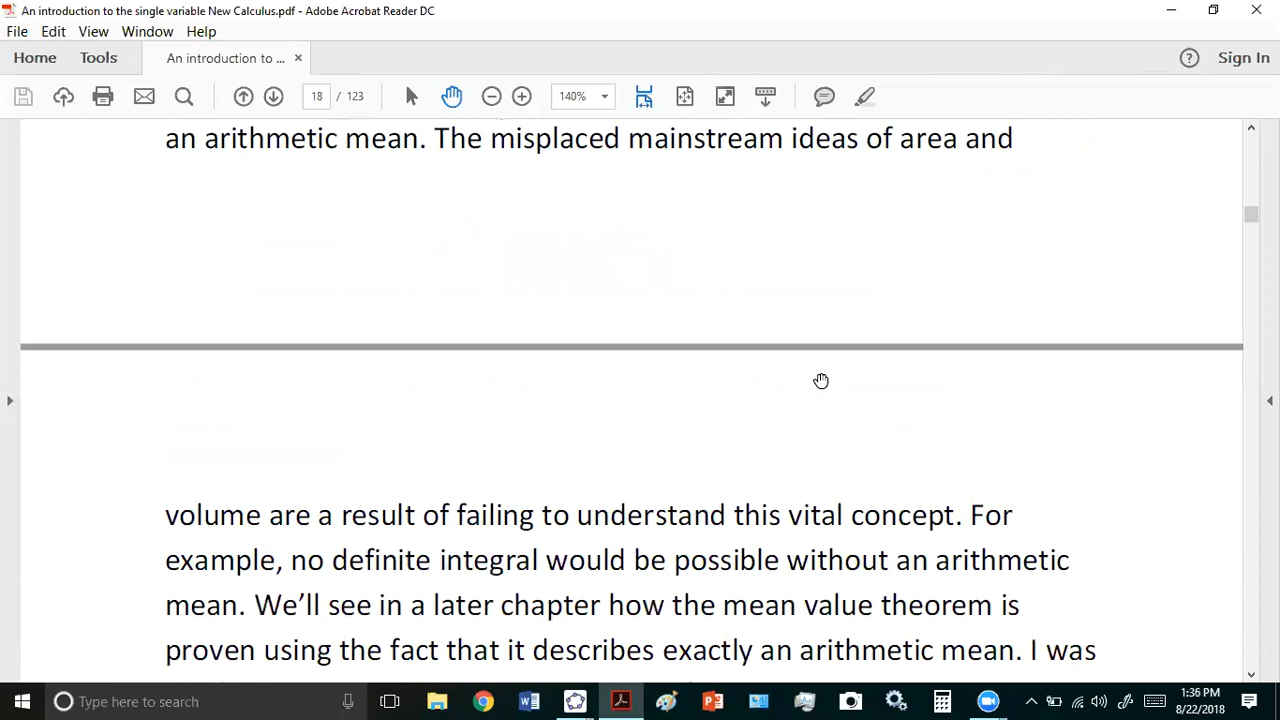 An introduction to the single variable New Calculus.pdf - Adobe Acrobat Reader DC
File Edit View Window Help
Home Tools An introduction to ... × ? Sign In
18 / 123 140%
an arithmetic mean. The misplaced mainstream ideas of area and
volume are a result of failing to understand this vital concept. For
example, no definite integral would be possible without an arithmetic
mean. We’ll see in a later chapter how the mean value theorem is
proven using the fact that it describes exactly an arithmetic mean. I was
Type here to search
1:36 PM
8/22/2018